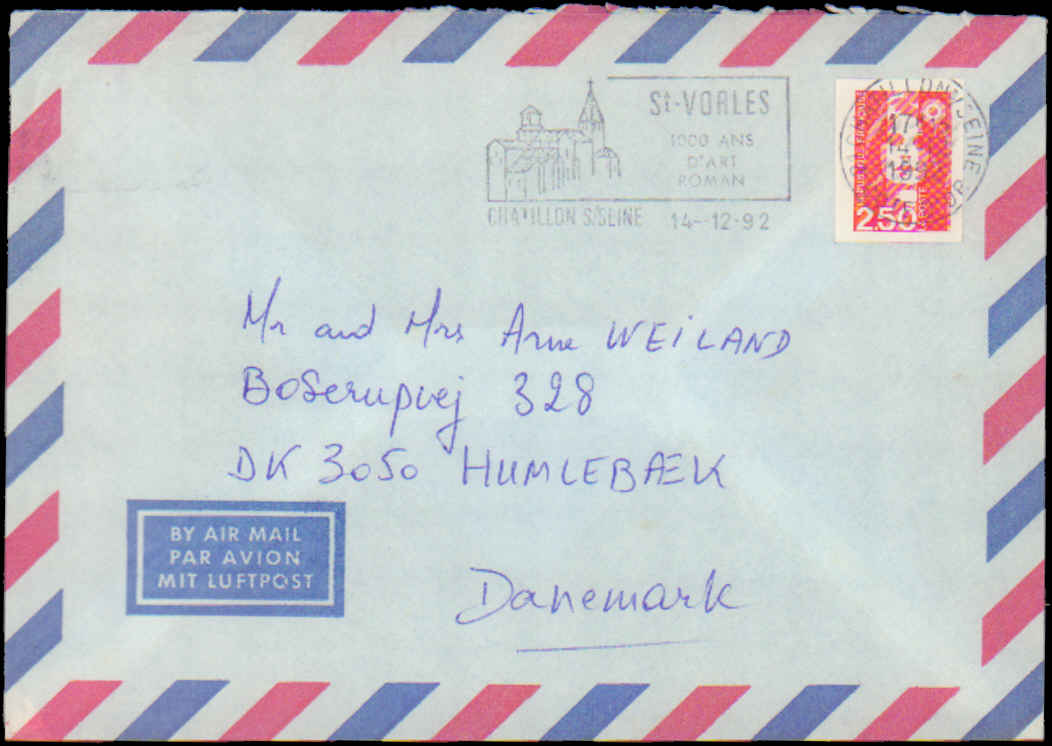 St-VORLES
1000 ANS
D'ART
ROMAN
CHATILLON S/SEINE 14-12-92
2.50
Mr and Mrs Arne WEiLAND
Boserupvej 328
DK 3050 HUMLEBÆK
BY AIR MAIL
PAR AVION
MIT LUFTPOST
Danemark